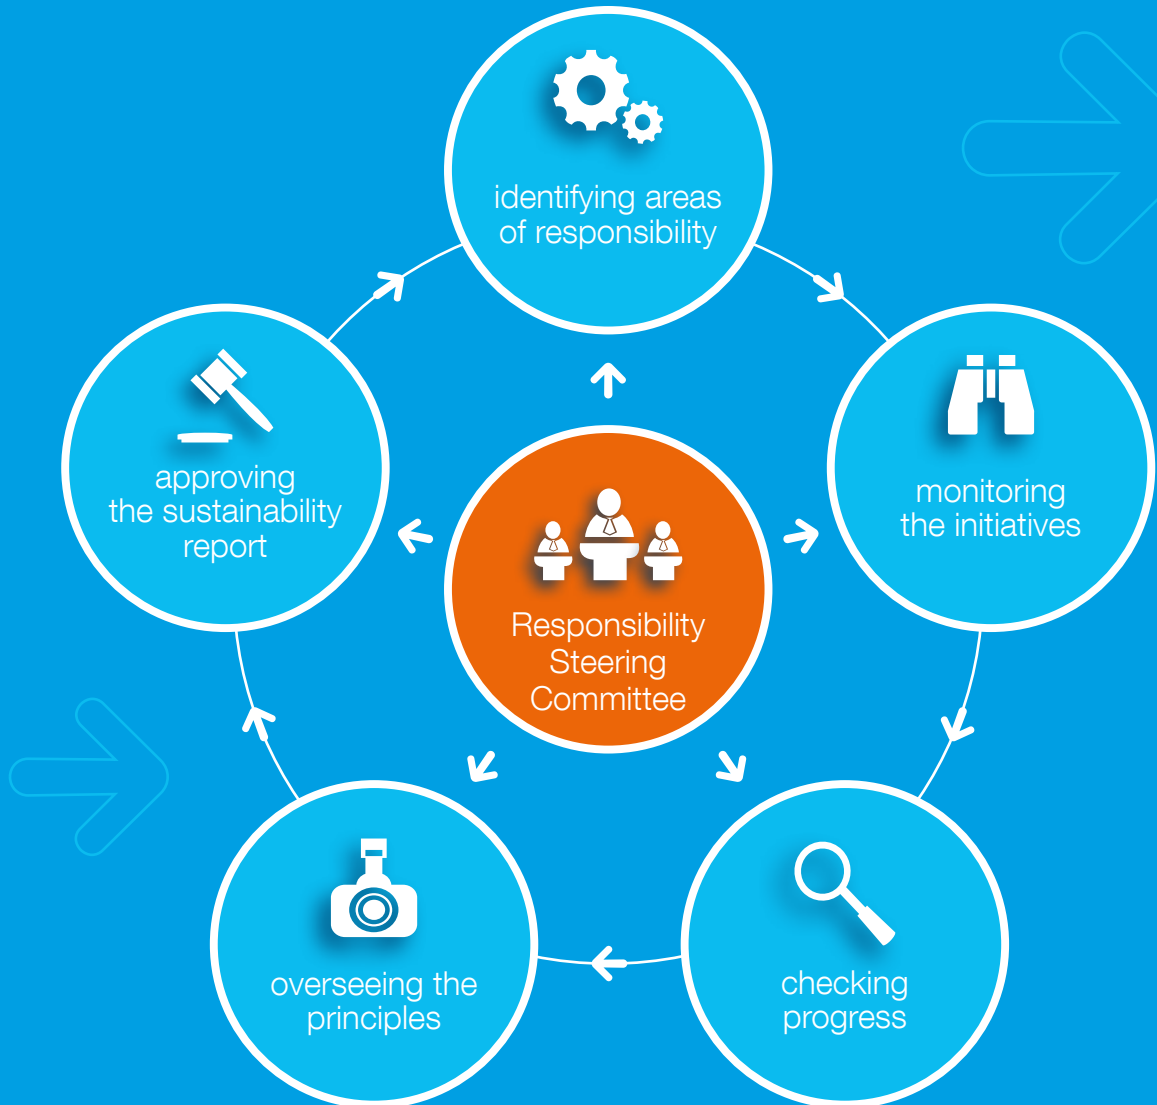 identifying areas
of responsibility
monitoring
the initiatives
checking
progress
overseeing the
principles
approving
the sustainability
report
Responsibility
Steering
Committee